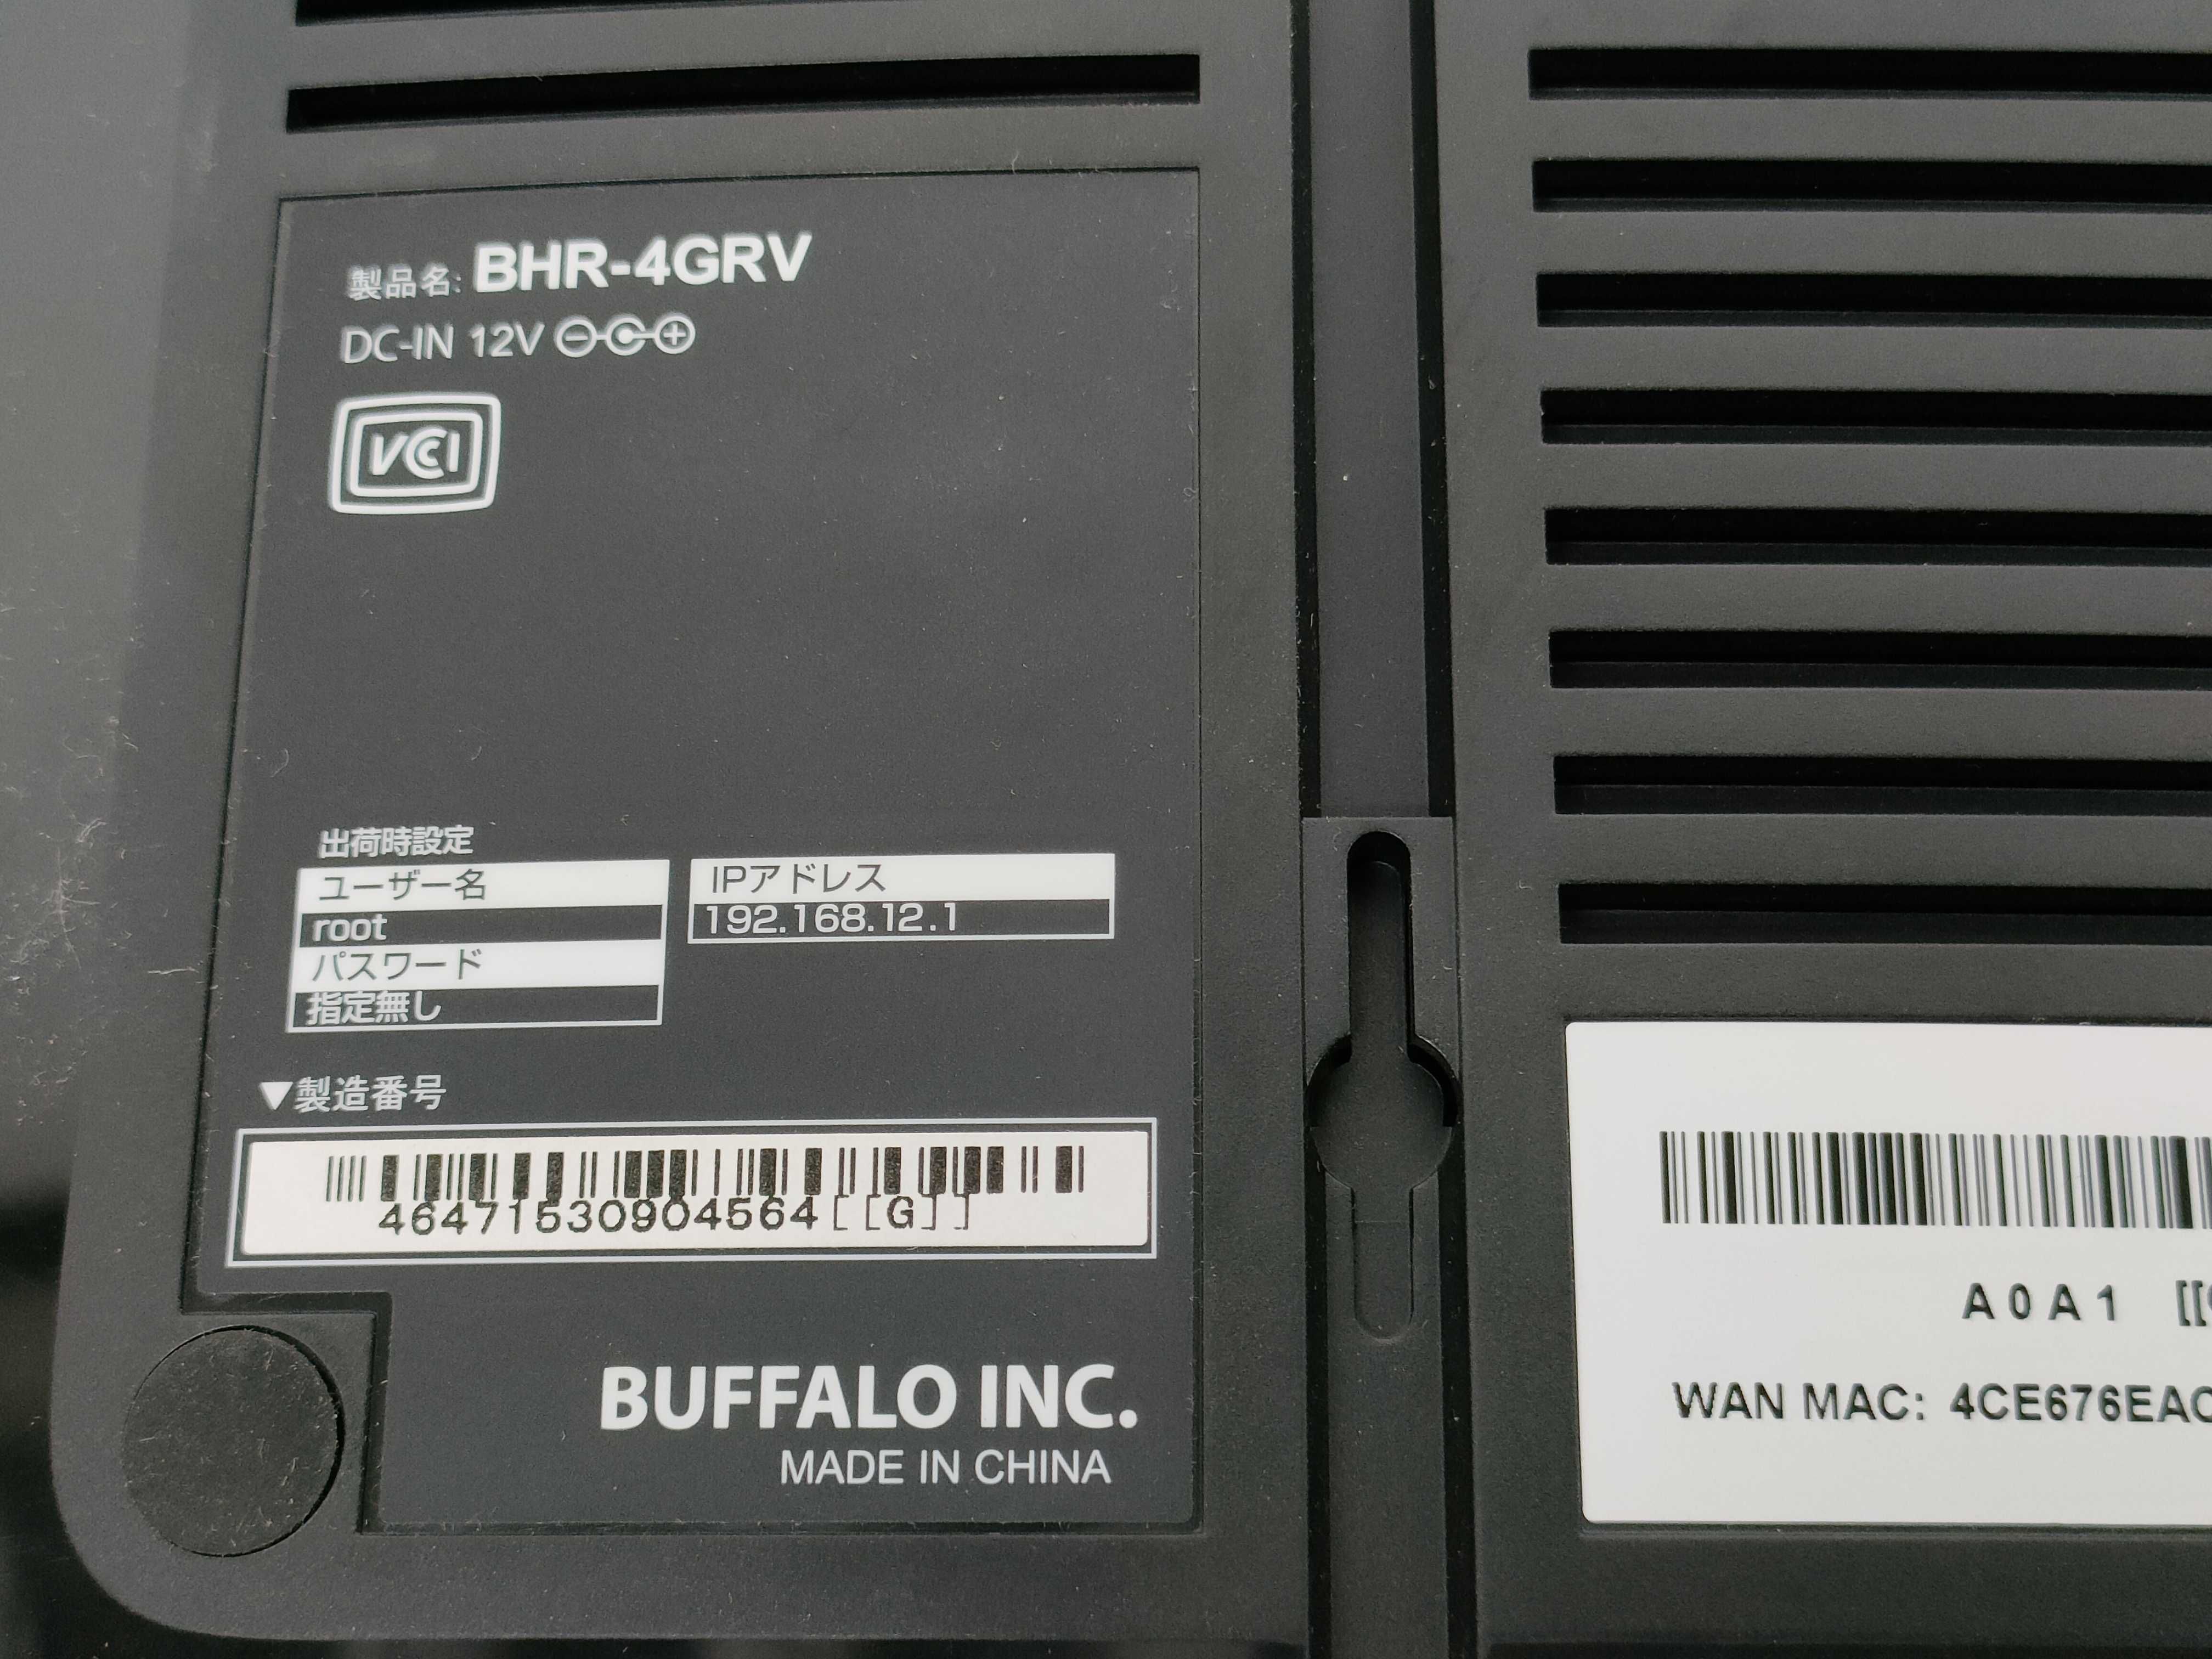 製品名: BHR-4GRV
DC-IN 12V
VCCI
出荷時設定
ユーザー名
root
パスワード
指定無し
IPアドレス
192.168.12.1
▼製造番号
46471530904564[[G]]
BUFFALO INC.
MADE IN CHINA
A0A1 [[
WAN MAC: 4CE676EA